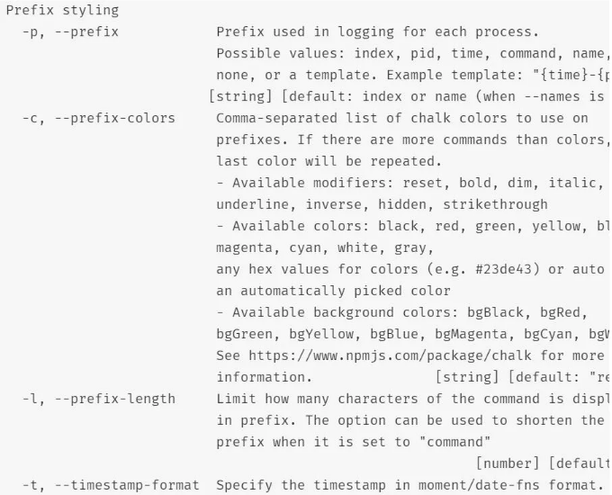 Prefix styling
-p, --prefix Prefix used in logging for each process.
Possible values: index, pid, time, command, name,
none, or a template. Example template: "{time}-{p
[string] [default: index or name (when --names is
-c, --prefix-colors Comma-separated list of chalk colors to use on
prefixes. If there are more commands than colors,
last color will be repeated.
- Available modifiers: reset, bold, dim, italic,
underline, inverse, hidden, strikethrough
- Available colors: black, red, green, yellow, bl
magenta, cyan, white, gray,
any hex values for colors (e.g. #23de43) or auto
an automatically picked color
- Available background colors: bgBlack, bgRed,
bgGreen, bgYellow, bgBlue, bgMagenta, bgCyan, bgW
See https://www.npmjs.com/package/chalk for more
information. [string] [default: "re
-l, --prefix-length Limit how many characters of the command is displ
in prefix. The option can be used to shorten the
prefix when it is set to "command"
[number] [default
-t, --timestamp-format Specify the timestamp in moment/date-fns format.